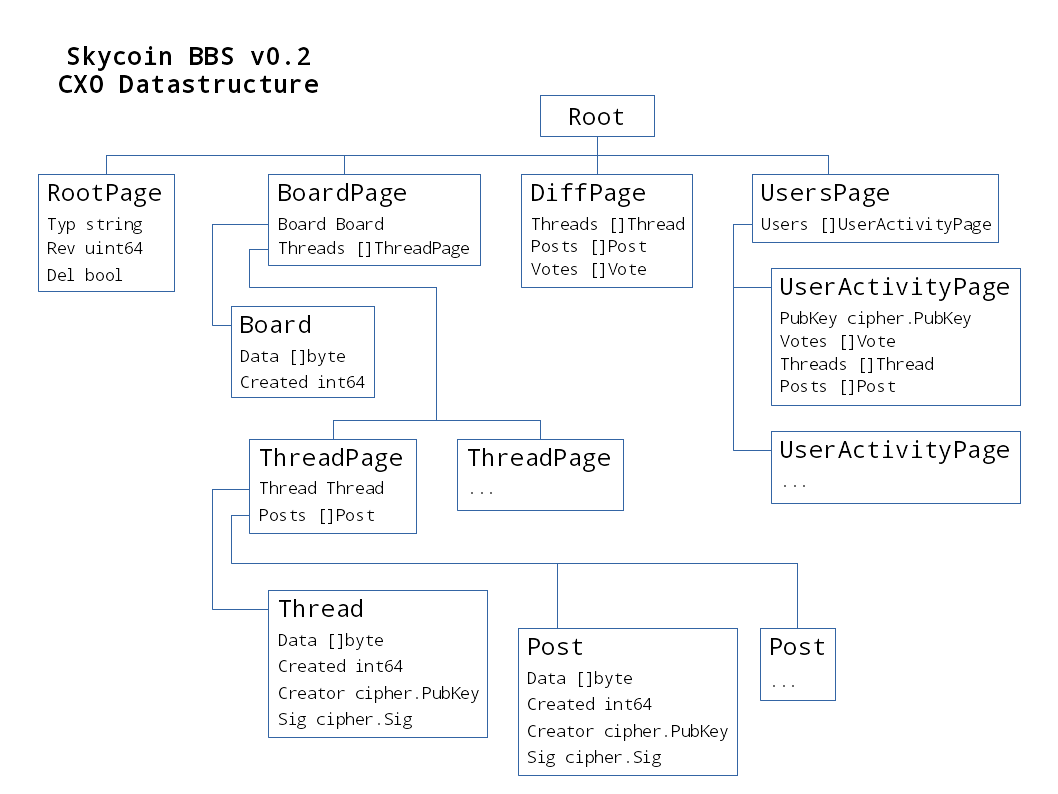 Skycoin BBS v0.2
CXO Datastructure
Root
RootPage
Typ string
Rev uint64
Del bool
BoardPage
Board Board
Threads []ThreadPage
DiffPage
Threads []Thread
Posts []Post
Votes []Vote
UsersPage
Users []UserActivityPage
UserActivityPage
PubKey cipher.PubKey
Votes []Vote
Threads []Thread
Posts []Post
Board
Data []byte
Created int64
UserActivityPage
...
ThreadPage
Thread Thread
Posts []Post
ThreadPage
...
Thread
Data []byte
Created int64
Creator cipher.PubKey
Sig cipher.Sig
Post
Data []byte
Created int64
Creator cipher.PubKey
Sig cipher.Sig
Post
...